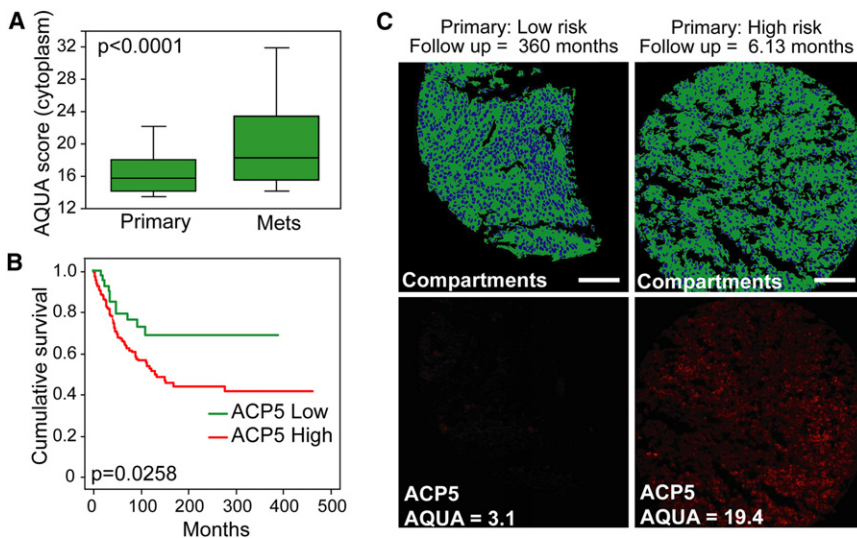 A
AQUA score (cytoplasm)
p<0.0001
32
28
24
20
16
12
Primary
Mets
B
Cumulative survival
1.0
0.8
0.6
0.4
0.2
0
ACP5 Low
ACP5 High
p=0.0258
0
100
200
300
400
500
Months
C
Primary: Low risk
Follow up = 360 months
Primary: High risk
Follow up = 6.13 months
Compartments
Compartments
ACP5
AQUA = 3.1
ACP5
AQUA = 19.4